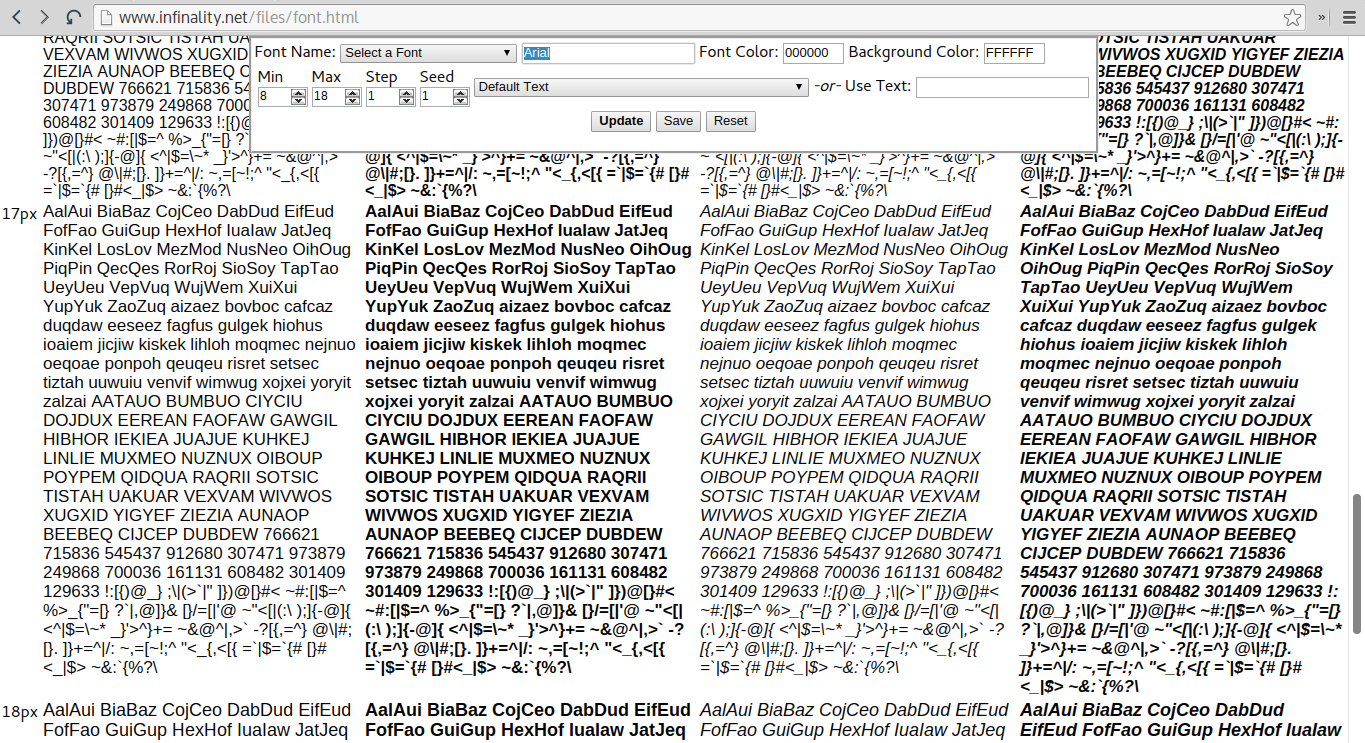 www.infinality.net/files/font.html
»
Font Name: Select a Font Arial Font Color: 000000 Background Color: FFFFFF
Min Max Step Seed
8 18 1 1 Default Text -or- Use Text:
Update Save Reset
RAQRII SOTSIC TISTAH UA
VEXVAM WIVWOS XUGXID
ZIEZIA AUNAOP BEEBEQ C
DUBDEW 766621 715836 54
307471 973879 249868 700
608482 301409 129633 !:[{)@
]})@[}#< ~#:[|$=^ %>_{"=[} ?`
~"<[|(:\ );]{-@]{ <^|$=\~* _}'>^}+= ~&@^|,>
-?[{,=^} @\|#;[}. ]}+=^|/: ~,=[~!;^ "<_{,<[{
=`|$=`{# [}#<_|$> ~&:`{%?\
@]{ <^|$=\~* _}'>^}+= ~&@^|,>` -?[{,=^}
@\|#;[}. ]}+=^|/: ~,=[~!;^ "<_{,<[{ =`|$=`{# [}#
<_|$> ~&:`{%?\
~"<[|(:\ );]{-@]{ <^|$=\~* _}'>^}+= ~&@^|,>`
-?[{,=^} @\|#;[}. ]}+=^|/: ~,=[~!;^ "<_{,<[{
=`|$=`{# [}#<_|$> ~&:`{%?\
OTSIC TISTAH UAKUAR
WIVWOS XUGXID YIGYEF ZIEZIA
BEEBEQ CIJCEP DUBDEW
5836 545437 912680 307471
9868 700036 161131 608482
129633 !:[{)@_} ;\|(>`|" ]})@[}#< ~#:
"=[} ?`|,@]}& [}/=[|'@ ~"<[|(:\ );]{-
@]{ <^|$=\~* _}'>^}+= ~&@^|,>` -?[{,=^}
@\|#;[}. ]}+=^|/: ~,=[~!;^ "<_{,<[{ =`|$=`{# [}#
<_|$> ~&:`{%?\
17px
AalAui BiaBaz CojCeo DabDud EifEud
FofFao GuiGup HexHof IuaIaw JatJeq
KinKel LosLov MezMod NusNeo OihOug
PiqPin QecQes RorRoj SioSoy TapTao
UeyUeu VepVuq WujWem XuiXui
YupYuk ZaoZuq aizaez bovboc cafcaz
duqdaw eeseez fagfus gulgek hiohus
ioaiem jicjiw kiskek lihloh moqmec nejnuo
oeqoae ponpoh qeuqeu risret setsec
tiztah uuwuiu venvif wimwug xojxei yoryit
zalzai AATAUO BUMBUO CIYCIU
DOJDUX EEREAN FAOFAW GAWGIL
HIBHOR IEKIEA JUAJUE KUHKEJ
LINLIE MUXMEO NUZNUX OIBOUP
POYPEM QIDQUA RAQRII SOTSIC
TISTAH UAKUAR VEXVAM WIVWOS
XUGXID YIGYEF ZIEZIA AUNAOP
BEEBEQ CIJCEP DUBDEW 766621
715836 545437 912680 307471 973879
249868 700036 161131 608482 301409
129633 !:[{)@_} ;\|(>`|" ]})@[}#< ~#:[|$=^
%>_{"=[} ?`|,@]}& [}/=[|'@ ~"<[|(:\ );]{-@]{
<^|$=\~* _}'>^}+= ~&@^|,>` -?[{,=^} @\|#;
[}. ]}+=^|/: ~,=[~!;^ "<_{,<[{ =`|$=`{# [}#
<_|$> ~&:`{%?\
AalAui BiaBaz CojCeo DabDud EifEud
FofFao GuiGup HexHof IuaIaw JatJeq
KinKel LosLov MezMod NusNeo OihOug
PiqPin QecQes RorRoj SioSoy TapTao
UeyUeu VepVuq WujWem XuiXui
YupYuk ZaoZuq aizaez bovboc cafcaz
duqdaw eeseez fagfus gulgek hiohus
ioaiem jicjiw kiskek lihloh moqmec
nejnuo oeqoae ponpoh qeuqeu risret
setsec tiztah uuwuiu venvif wimwug
xojxei yoryit zalzai AATAUO BUMBUO
CIYCIU DOJDUX EEREAN FAOFAW
GAWGIL HIBHOR IEKIEA JUAJUE
KUHKEJ LINLIE MUXMEO NUZNUX
OIBOUP POYPEM QIDQUA RAQRII
SOTSIC TISTAH UAKUAR VEXVAM
WIVWOS XUGXID YIGYEF ZIEZIA
AUNAOP BEEBEQ CIJCEP DUBDEW
766621 715836 545437 912680 307471
973879 249868 700036 161131 608482
301409 129633 !:[{)@_} ;\|(>`|" ]})@[}#<
~#:[|$=^ %>_{"=[} ?`|,@]}& [}/=[|'@ ~"<[|
(:\ );]{-@]{ <^|$=\~* _}'>^}+= ~&@^|,>` -?
[{,=^} @\|#;[}. ]}+=^|/: ~,=[~!;^ "<_{,<[{
=`|$=`{# [}#<_|$> ~&:`{%?\
AalAui BiaBaz CojCeo DabDud EifEud
FofFao GuiGup HexHof IuaIaw JatJeq
KinKel LosLov MezMod NusNeo OihOug
PiqPin QecQes RorRoj SioSoy TapTao
UeyUeu VepVuq WujWem XuiXui
YupYuk ZaoZuq aizaez bovboc cafcaz
duqdaw eeseez fagfus gulgek hiohus
ioaiem jicjiw kiskek lihloh moqmec
nejnuo oeqoae ponpoh qeuqeu risret
setsec tiztah uuwuiu venvif wimwug
xojxei yoryit zalzai AATAUO BUMBUO
CIYCIU DOJDUX EEREAN FAOFAW
GAWGIL HIBHOR IEKIEA JUAJUE
KUHKEJ LINLIE MUXMEO NUZNUX
OIBOUP POYPEM QIDQUA RAQRII
SOTSIC TISTAH UAKUAR VEXVAM
WIVWOS XUGXID YIGYEF ZIEZIA
AUNAOP BEEBEQ CIJCEP DUBDEW
766621 715836 545437 912680 307471
973879 249868 700036 161131 608482
301409 129633 !:[{)@_} ;\|(>`|" ]})@[}#<
~#:[|$=^ %>_{"=[} ?`|,@]}& [}/=[|'@ ~"<[|
(:\ );]{-@]{ <^|$=\~* _}'>^}+= ~&@^|,>` -?
[{,=^} @\|#;[}. ]}+=^|/: ~,=[~!;^ "<_{,<[{
=`|$=`{# [}#<_|$> ~&:`{%?\
AalAui BiaBaz CojCeo DabDud EifEud
FofFao GuiGup HexHof IuaIaw JatJeq
KinKel LosLov MezMod NusNeo
OihOug PiqPin QecQes RorRoj SioSoy
TapTao UeyUeu VepVuq WujWem
XuiXui YupYuk ZaoZuq aizaez bovboc
cafcaz duqdaw eeseez fagfus gulgek
hiohus ioaiem jicjiw kiskek lihloh
moqmec nejnuo oeqoae ponpoh
qeuqeu risret setsec tiztah uuwuiu
venvif wimwug xojxei yoryit zalzai
AATAUO BUMBUO CIYCIU DOJDUX
EEREAN FAOFAW GAWGIL HIBHOR
IEKIEA JUAJUE KUHKEJ LINLIE
MUXMEO NUZNUX OIBOUP POYPEM
QIDQUA RAQRII SOTSIC TISTAH
UAKUAR VEXVAM WIVWOS XUGXID
YIGYEF ZIEZIA AUNAOP BEEBEQ
CIJCEP DUBDEW 766621 715836
545437 912680 307471 973879 249868
700036 161131 608482 301409 129633 !:
[{)@_} ;\|(>`|" ]})@[}#< ~#:[|$=^ %>_{"=[}
?`|,@]}& [}/=[|'@ ~"<[|(:\ );]{-@]{ <^|$=\~*
_}'>^}+= ~&@^|,>` -?[{,=^} @\|#;[}.
]}+=^|/: ~,=[~!;^ "<_{,<[{ =`|$=`{# [}#
<_|$> ~&:`{%?\
18px
AalAui BiaBaz CojCeo DabDud EifEud
FofFao GuiGup HexHof IuaIaw JatJeq
AalAui BiaBaz CojCeo DabDud EifEud
FofFao GuiGup HexHof IuaIaw JatJeq
AalAui BiaBaz CojCeo DabDud EifEud
FofFao GuiGup HexHof IuaIaw JatJeq
AalAui BiaBaz CojCeo DabDud
EifEud FofFao GuiGup HexHof IuaIaw